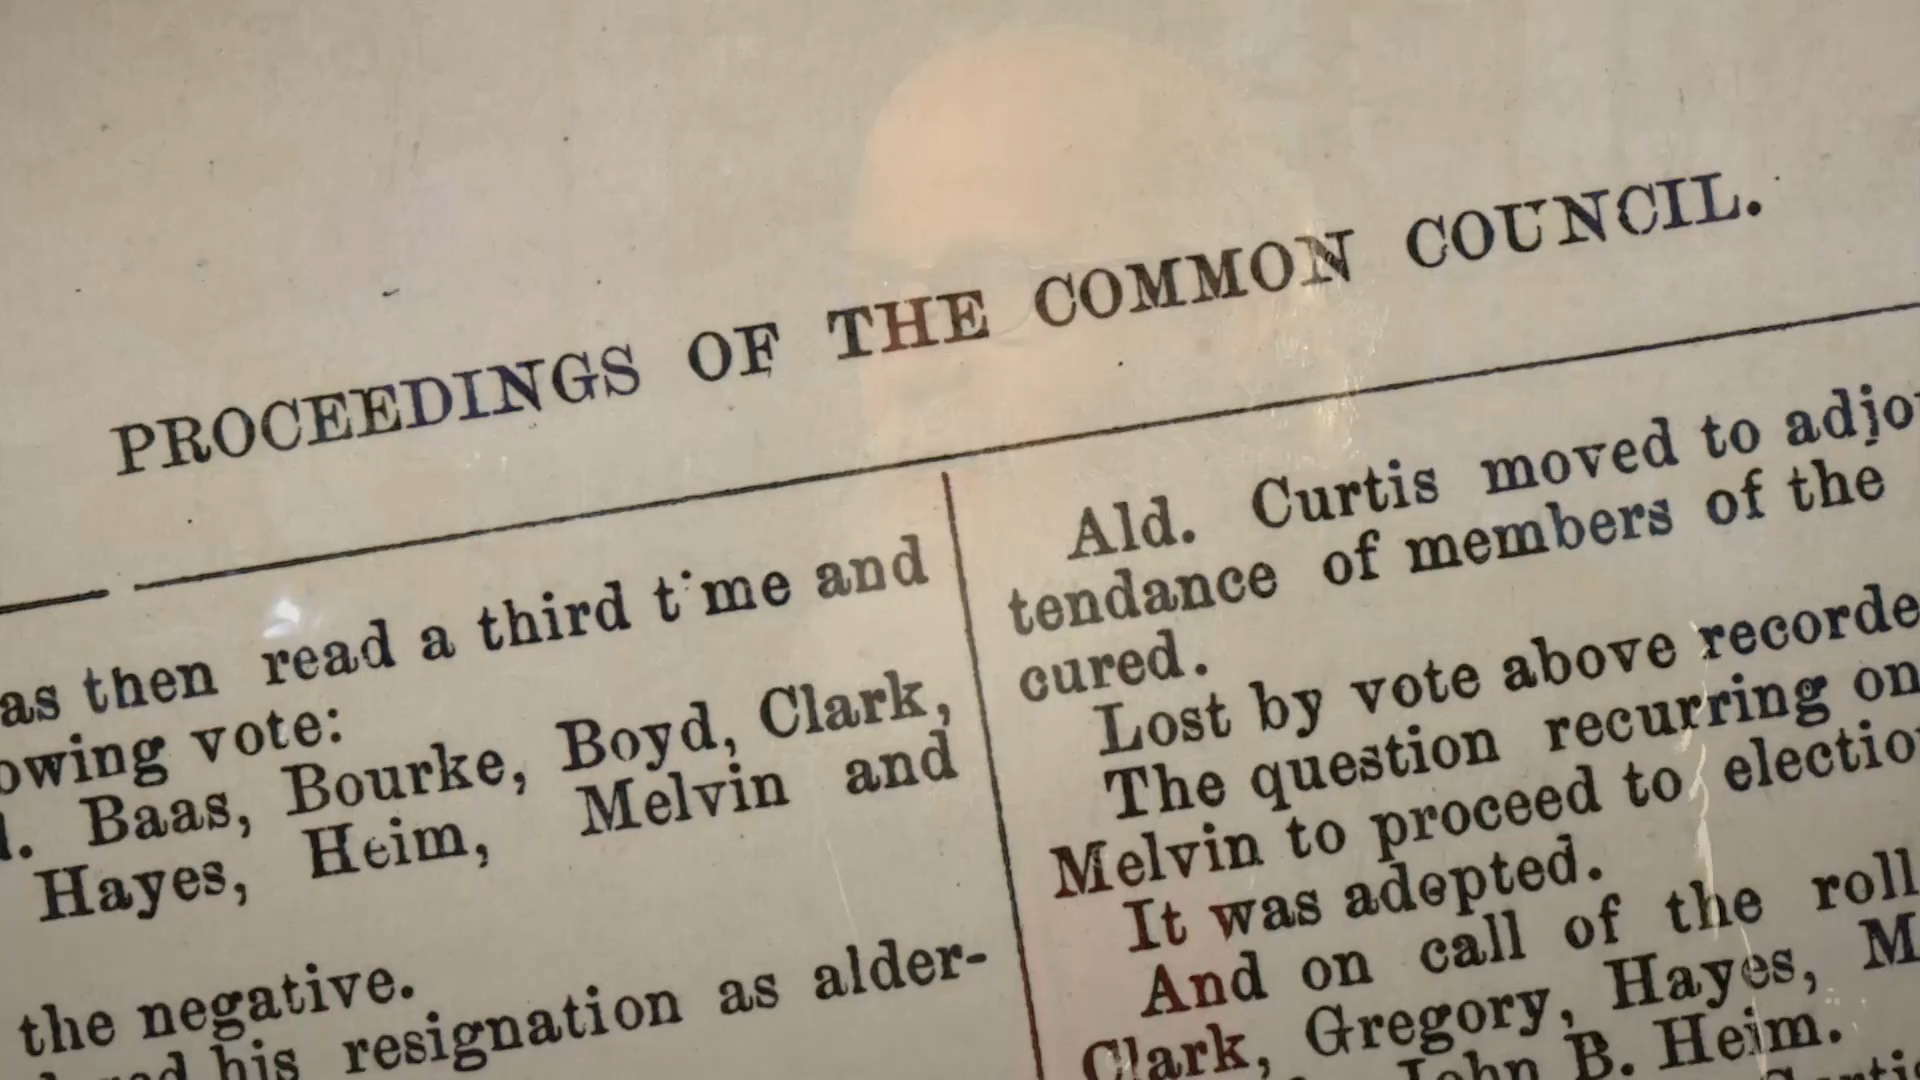 PROCEEDINGS OF THE COMMON COUNCIL.
as then read a third t me and
owing vote:
Baas, Bourke, Boyd, Clark,
Hayes, Heim, Melvin and
the negative.
his resignation as alder-
Ald. Curtis moved to adjo
tendance of members of the
cured.
Lost by vote above recorde
The question recurring on
Melvin to proceed to electio
It was adopted.
And on call of the roll
Clark, Gregory, Hayes, M
John B. Heim.